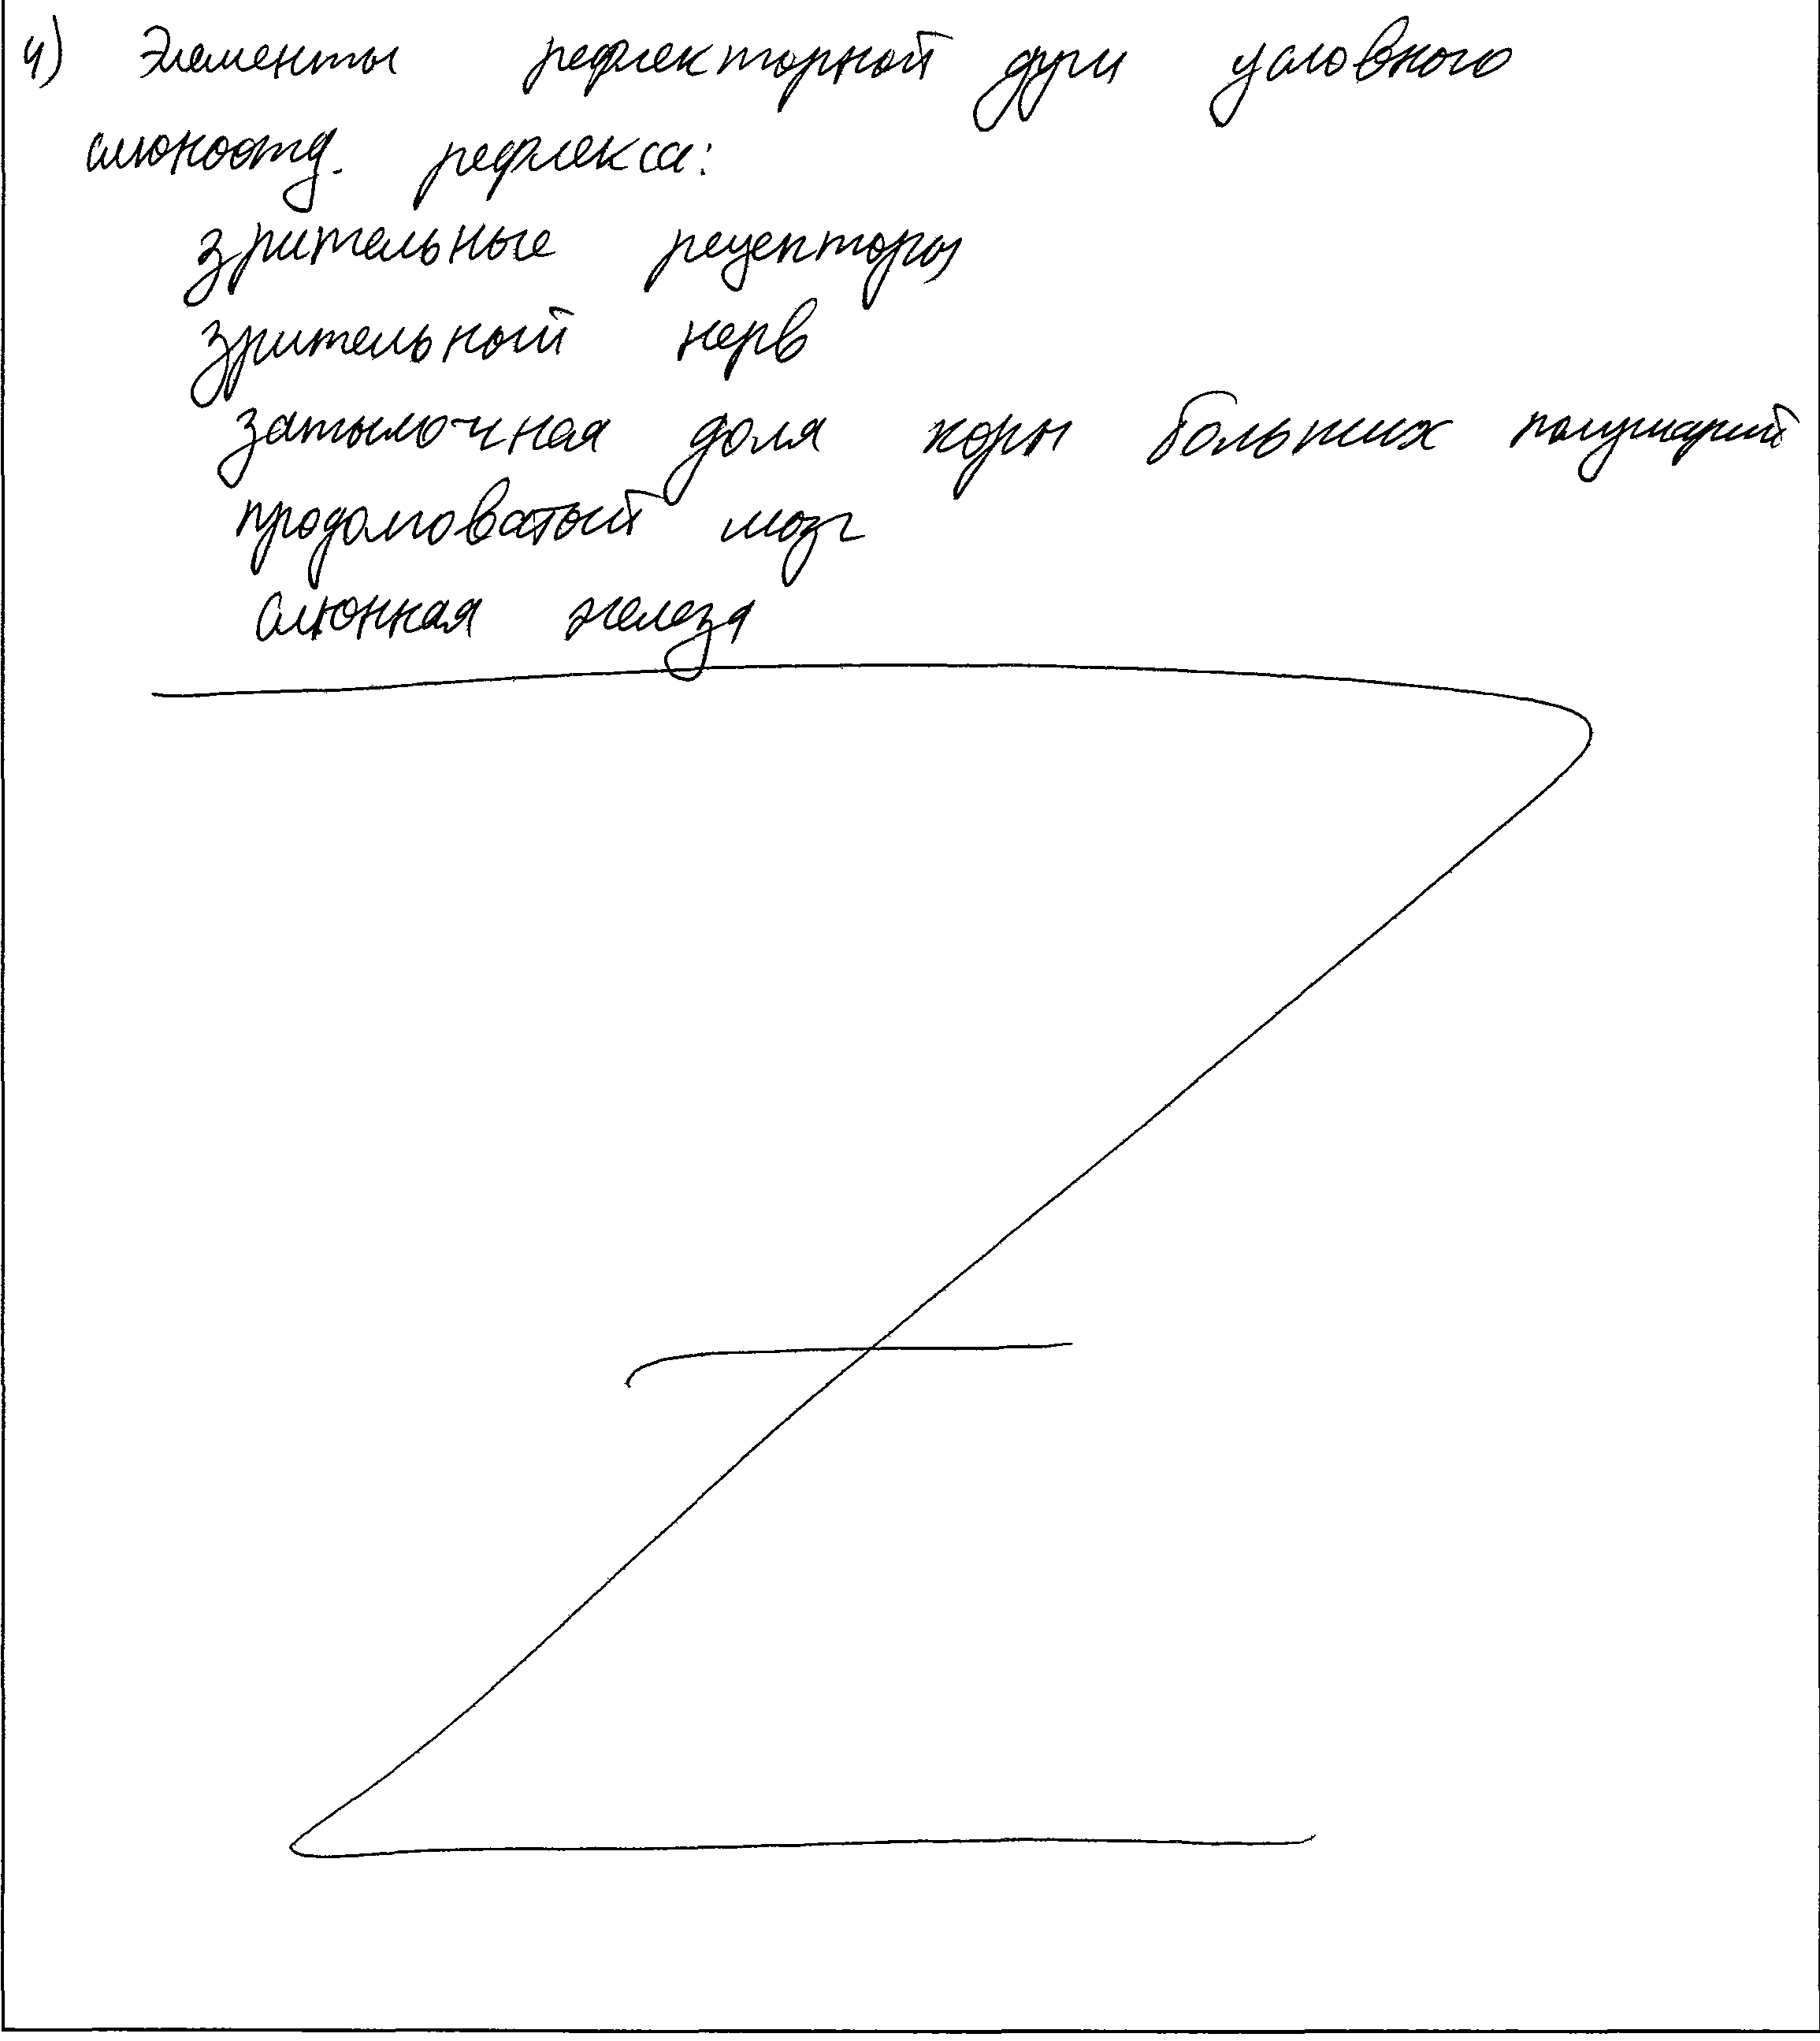 4) Элементы рефлекторной дуги условного
слюноотд. рефлекса:
зрительные рецепторы
зрительный нерв
затылочная доля коры больших полушарий
продолговатый мозг
слюнная железа